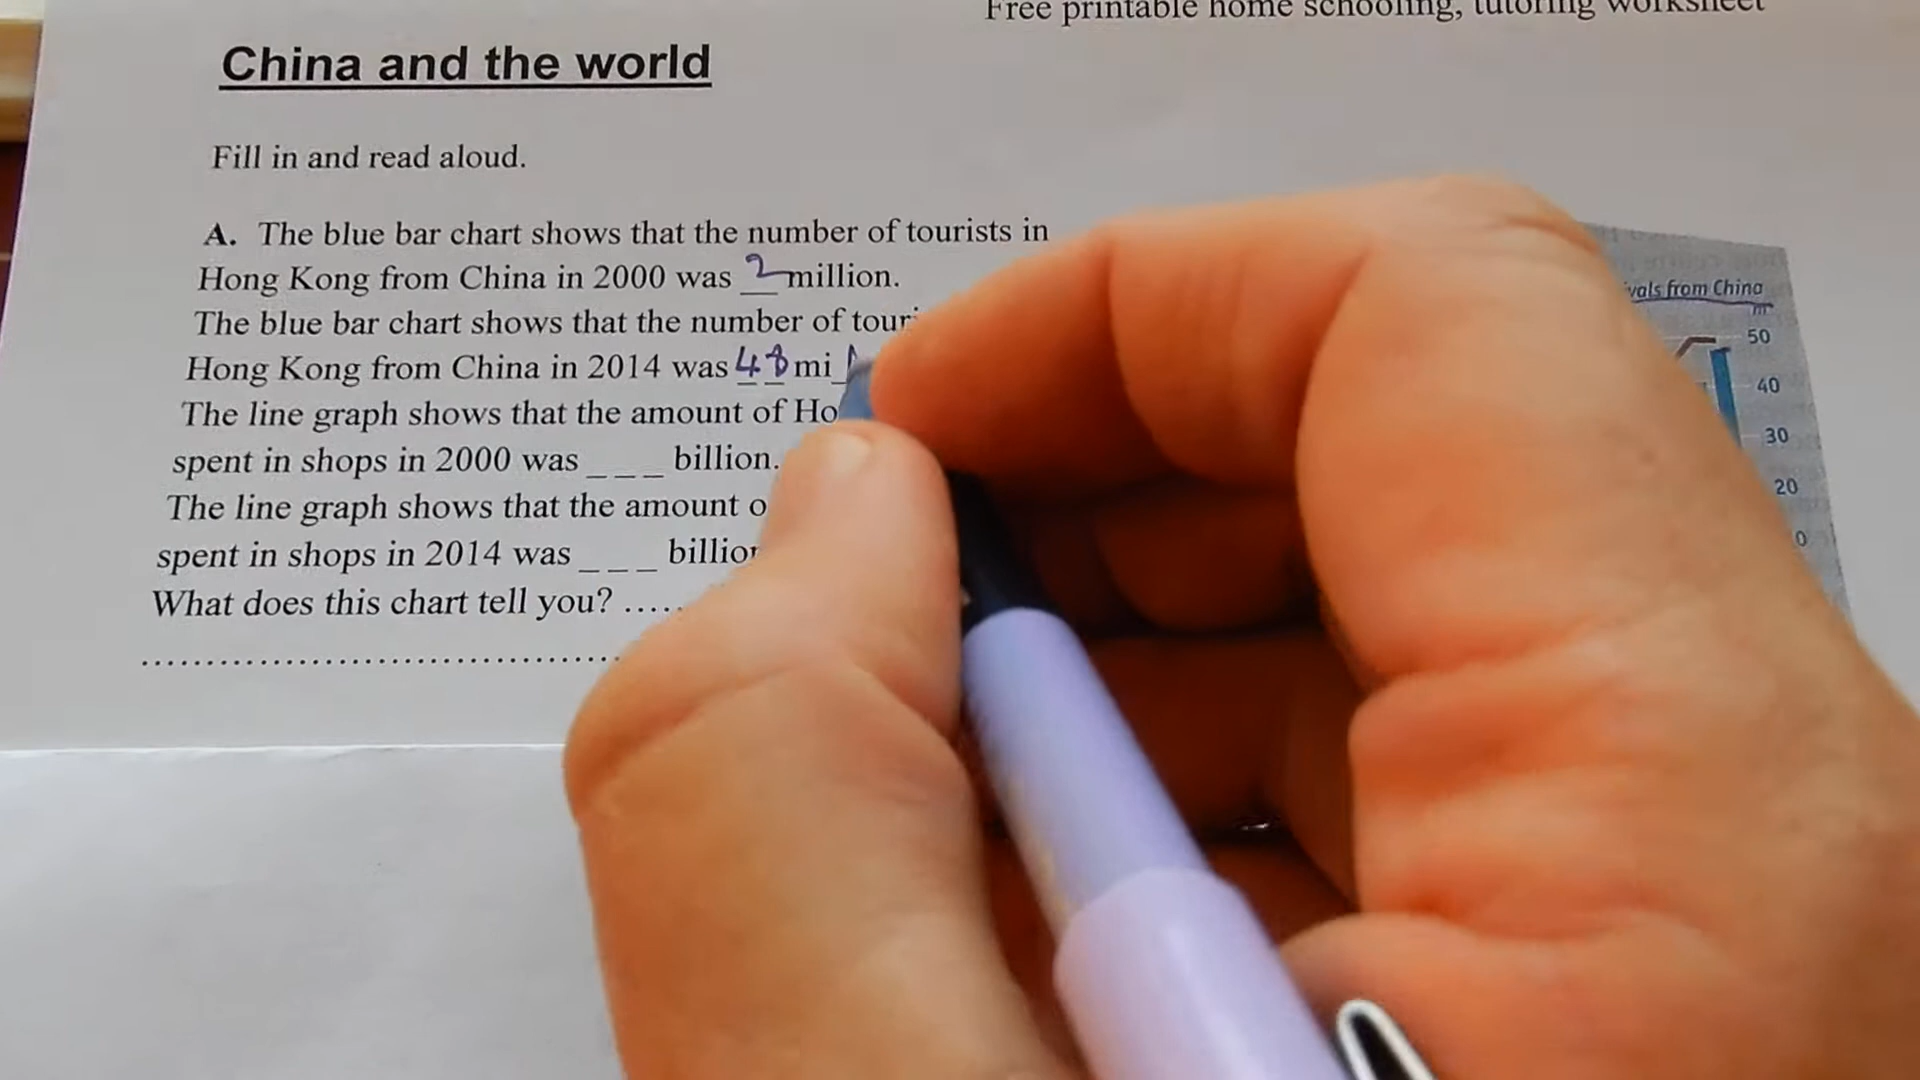 Free printable home schooling, tutoring worksheet
China and the world
Fill in and read aloud.
A. The blue bar chart shows that the number of tourists in
Hong Kong from China in 2000 was 2 million.
The blue bar chart shows that the number of
Hong Kong from China in 2014 was 48 mi
The line graph shows that the amount of
spent in shops in 2000 was _ _ _ billion.
The line graph shows that the amount
spent in shops in 2014 was _ _ _
What does this chart tell you? .....
from China
m
50
40
30
20
0